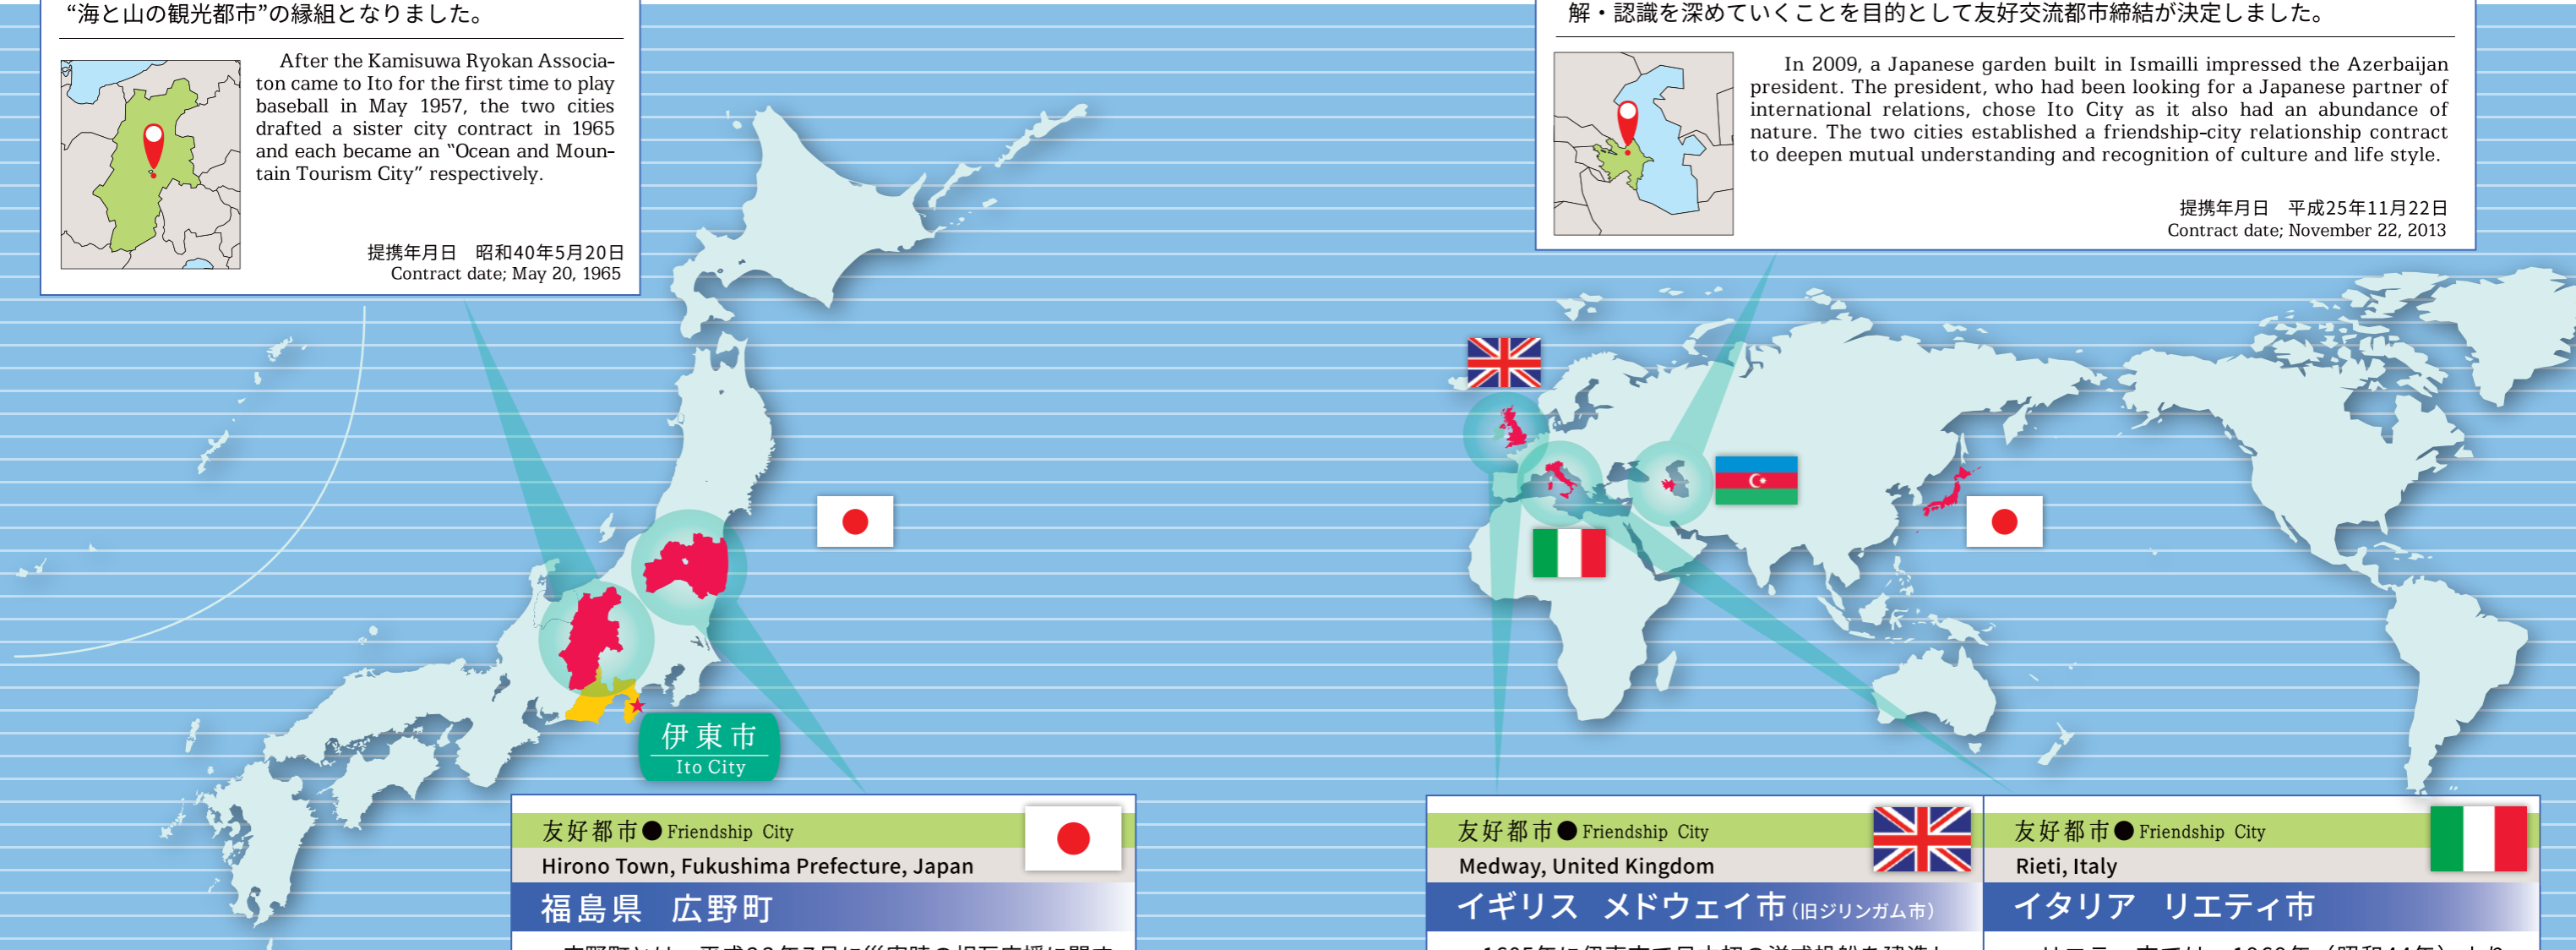 “海と山の観光都市”の縁組となりました。
After the Kamisuwa Ryokan Associa-
ton came to Ito for the first time to play
baseball in May 1957, the two cities
drafted a sister city contract in 1965
and each became an “Ocean and Moun-
tain Tourism City” respectively.
提携年月日　昭和40年5月20日
Contract date; May 20, 1965
解・認識を深めていくことを目的として友好交流都市締結が決定しました。
In 2009, a Japanese garden built in Ismailli impressed the Azerbaijan
president. The president, who had been looking for a Japanese partner of
international relations, chose Ito City as it also had an abundance of
nature. The two cities established a friendship-city relationship contract
to deepen mutual understanding and recognition of culture and life style.
提携年月日　平成25年11月22日
Contract date; November 22, 2013
伊東市
Ito City
友好都市●Friendship City
Hirono Town, Fukushima Prefecture, Japan
福島県　広野町
友好都市●Friendship City
Medway, United Kingdom
イギリス　メドウェイ市（旧ジリンガム市）
友好都市●Friendship City
Rieti, Italy
イタリア　リエティ市